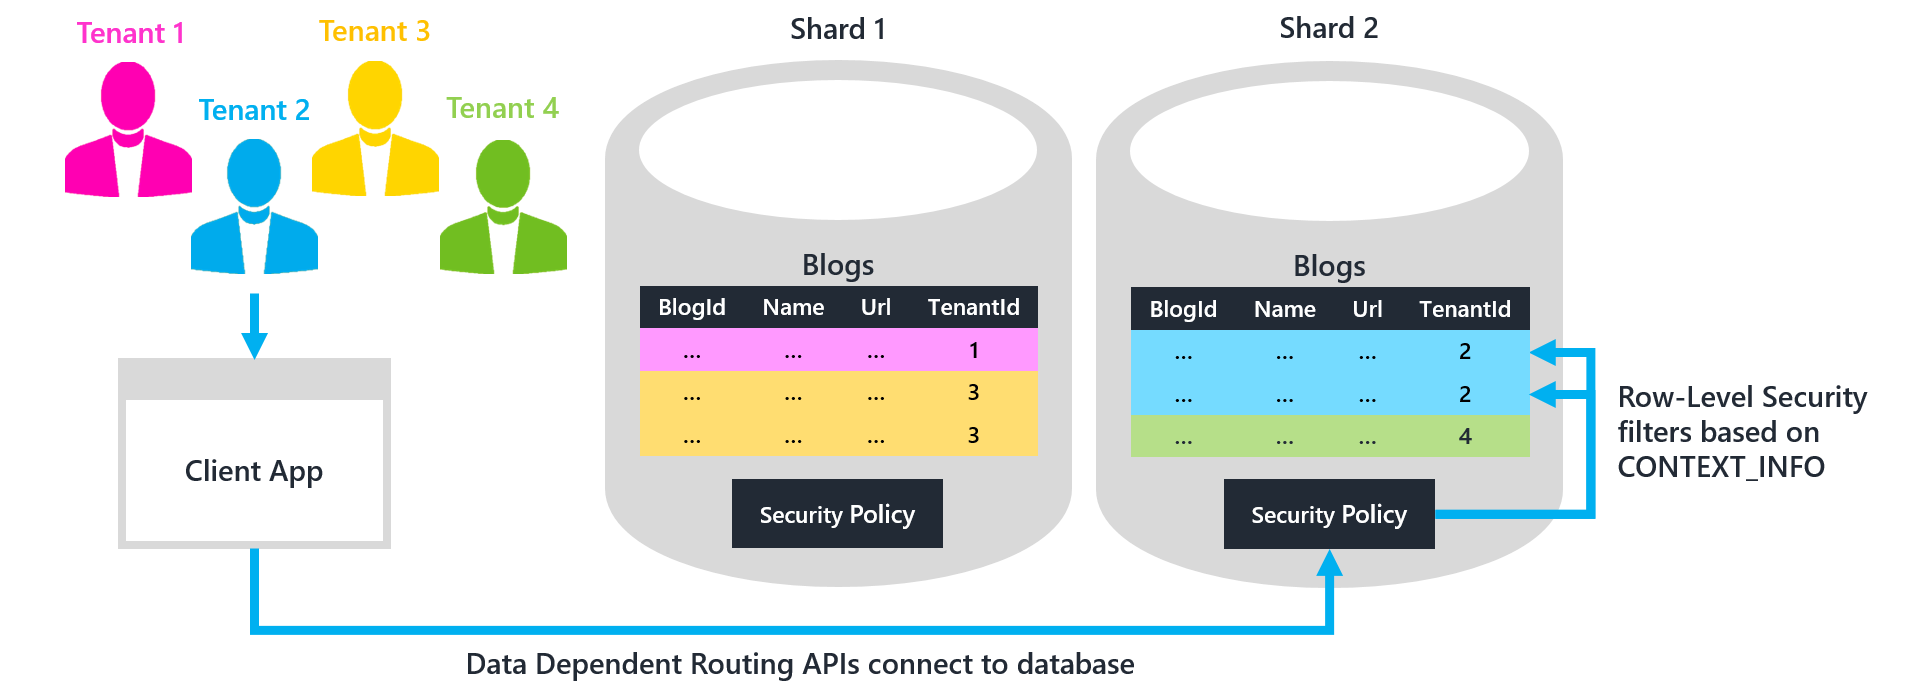 Tenant 1
Tenant 3
Tenant 2
Tenant 4
Client App
Shard 1
Blogs
BlogId Name Url TenantId
... ... ... 1
... ... ... 3
... ... ... 3
Security Policy
Shard 2
Blogs
BlogId Name Url TenantId
... ... ... 2
... ... ... 2
... ... ... 4
Security Policy
Row-Level Security
filters based on
CONTEXT_INFO
Data Dependent Routing APIs connect to database